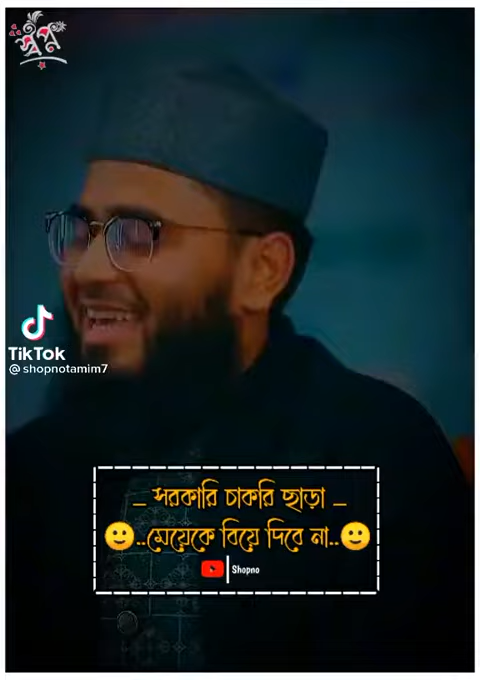 স্বপ্ন
TikTok
@shopnotamim7
_ সরকারি চাকরি ছাড়া _
🙂..মেয়েকে বিয়ে দিবে না..🙂
Shopno